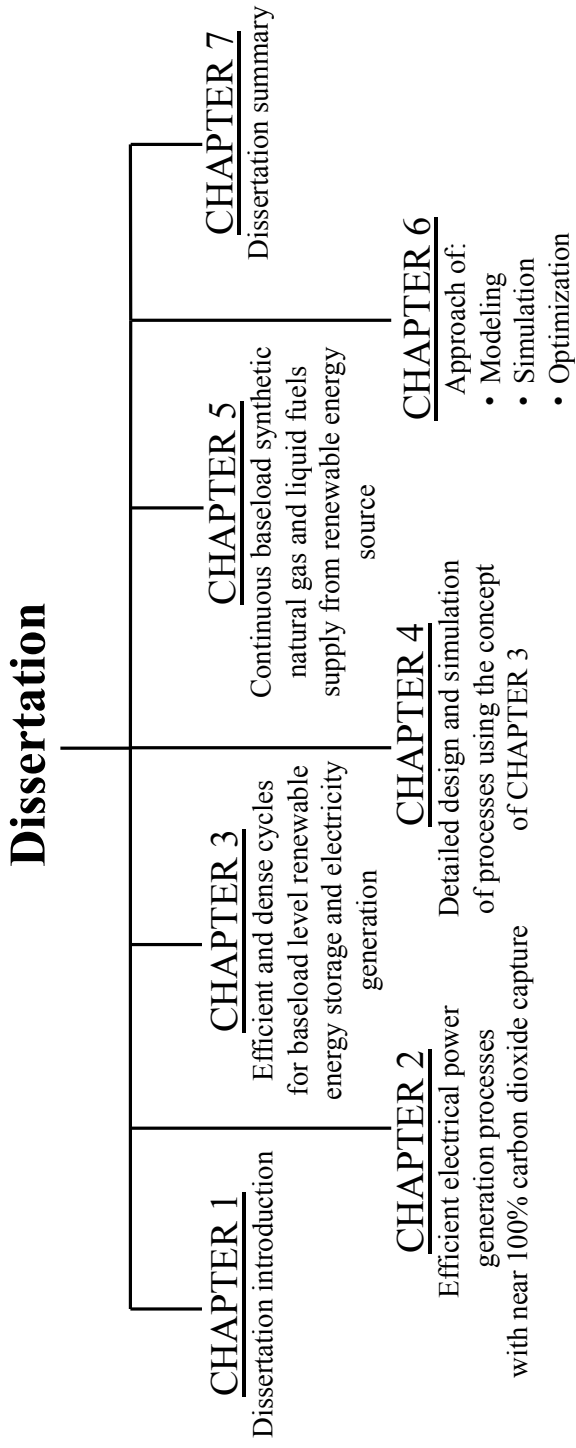 Dissertation
CHAPTER 1
Dissertation introduction
CHAPTER 2
Efficient electrical power
generation processes
with near 100% carbon dioxide capture
CHAPTER 3
Efficient and dense cycles
for baseload level renewable
energy storage and electricity
generation
CHAPTER 4
Detailed design and simulation
of processes using the concept
of CHAPTER 3
CHAPTER 5
Continuous baseload synthetic
natural gas and liquid fuels
supply from renewable energy
source
CHAPTER 6
Approach of:
• Modeling
• Simulation
• Optimization
CHAPTER 7
Dissertation summary